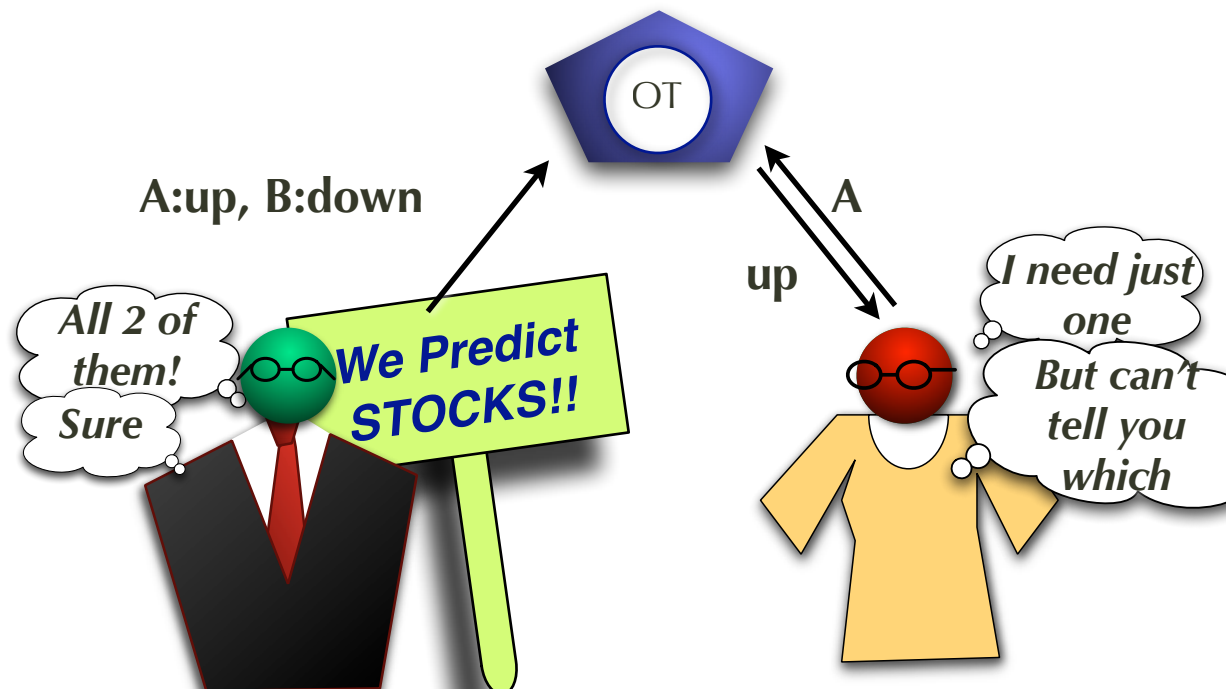 OT
A:up, B:down
A
up
I need just
one
But can't
tell you
which
All 2 of
them!
Sure
We Predict
STOCKS!!